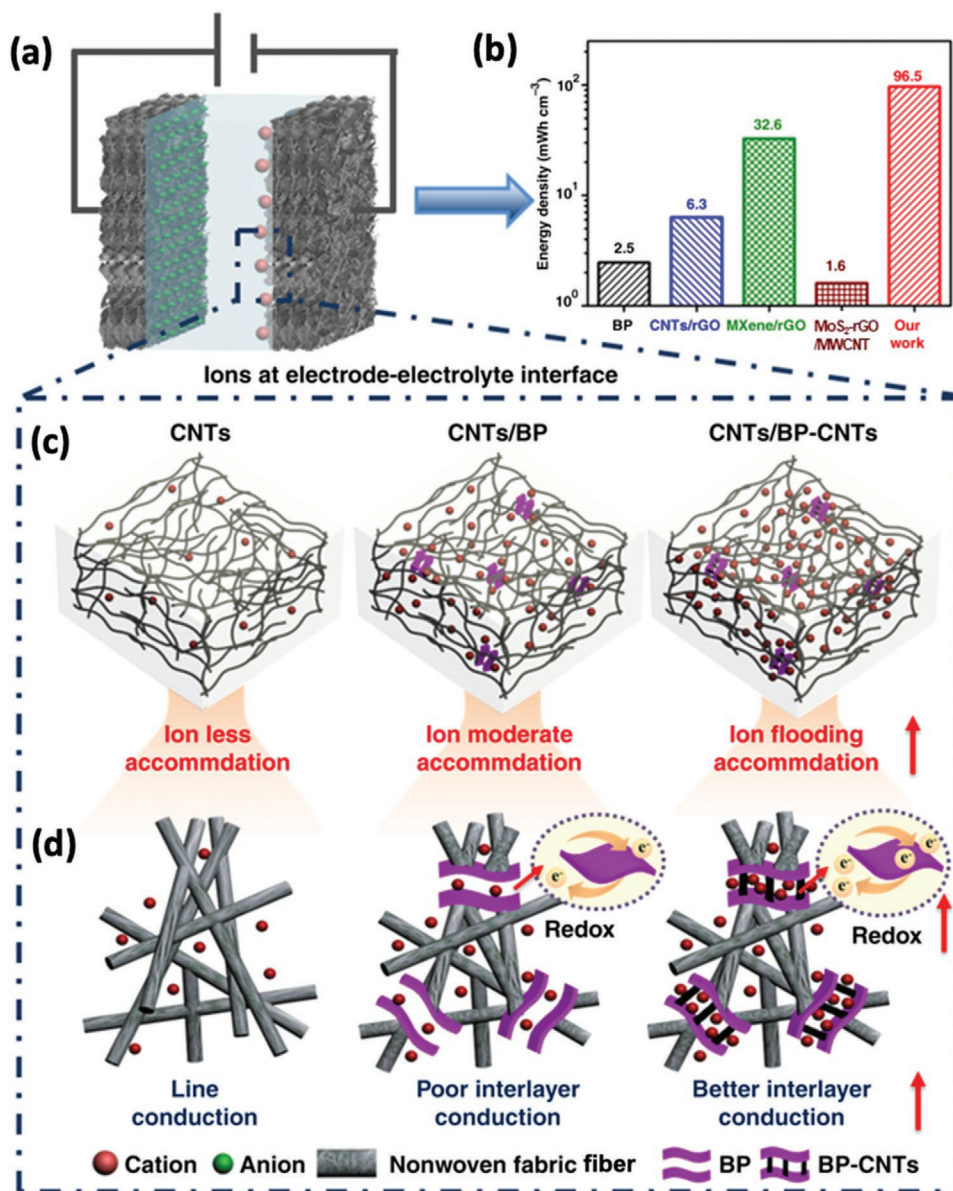 (a)
(b)
Energy density (mWh cm⁻³)
10²
10¹
10⁰
2.5
6.3
32.6
1.6
96.5
BP
CNTs/rGO
MXene/rGO
MoS₂-rGO
/MWCNT
Our
work
Ions at electrode-electrolyte interface
(c)
CNTs
CNTs/BP
CNTs/BP-CNTs
Ion less
accommdation
Ion moderate
accommdation
Ion flooding
accommdation
(d)
e⁻
e⁻
Redox
e⁻
e⁻
e⁻
e⁻
Redox
Line
conduction
Poor interlayer
conduction
Better interlayer
conduction
Cation
Anion
Nonwoven fabric fiber
BP
BP-CNTs